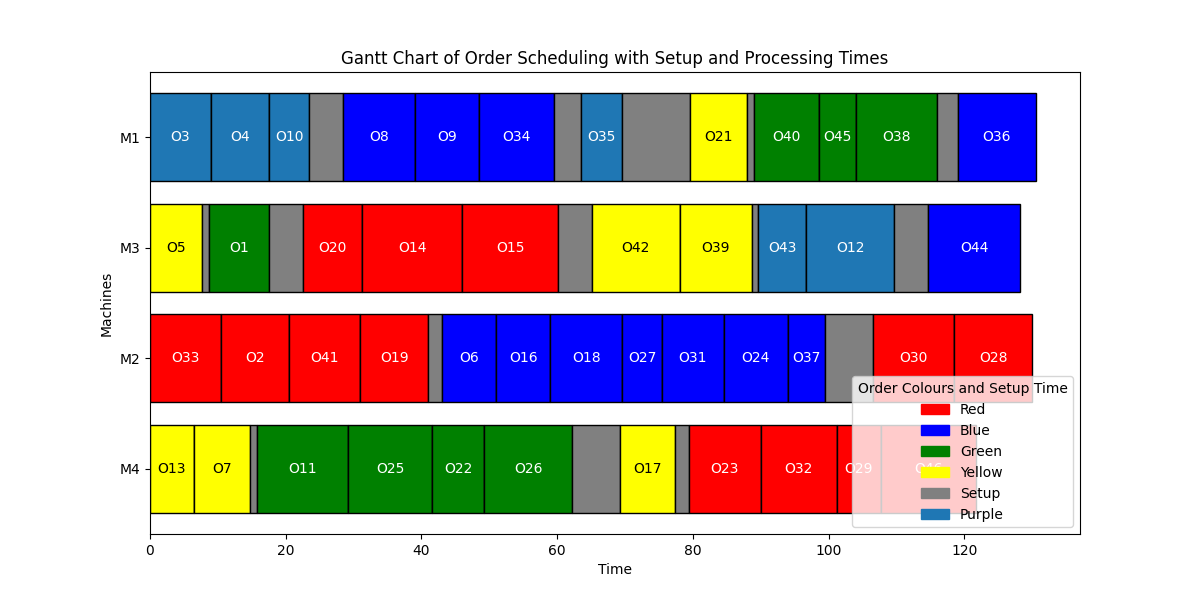 Gantt Chart of Order Scheduling with Setup and Processing Times
Machines
M1
O3 O4 O10 O8 O9 O34 O35 O21 O40 O45 O38 O36
M3
O5 O1 O20 O14 O15 O42 O39 O43 O12 O44
M2
O33 O2 O41 O19 O6 O16 O18 O27 O31 O24 O37 O30 O28
M4
O13 O7 O11 O25 O22 O26 O17 O23 O32 O29 O46
Order Colours and Setup Time
Red
Blue
Green
Yellow
Setup
Purple
0 20 40 60 80 100 120
Time